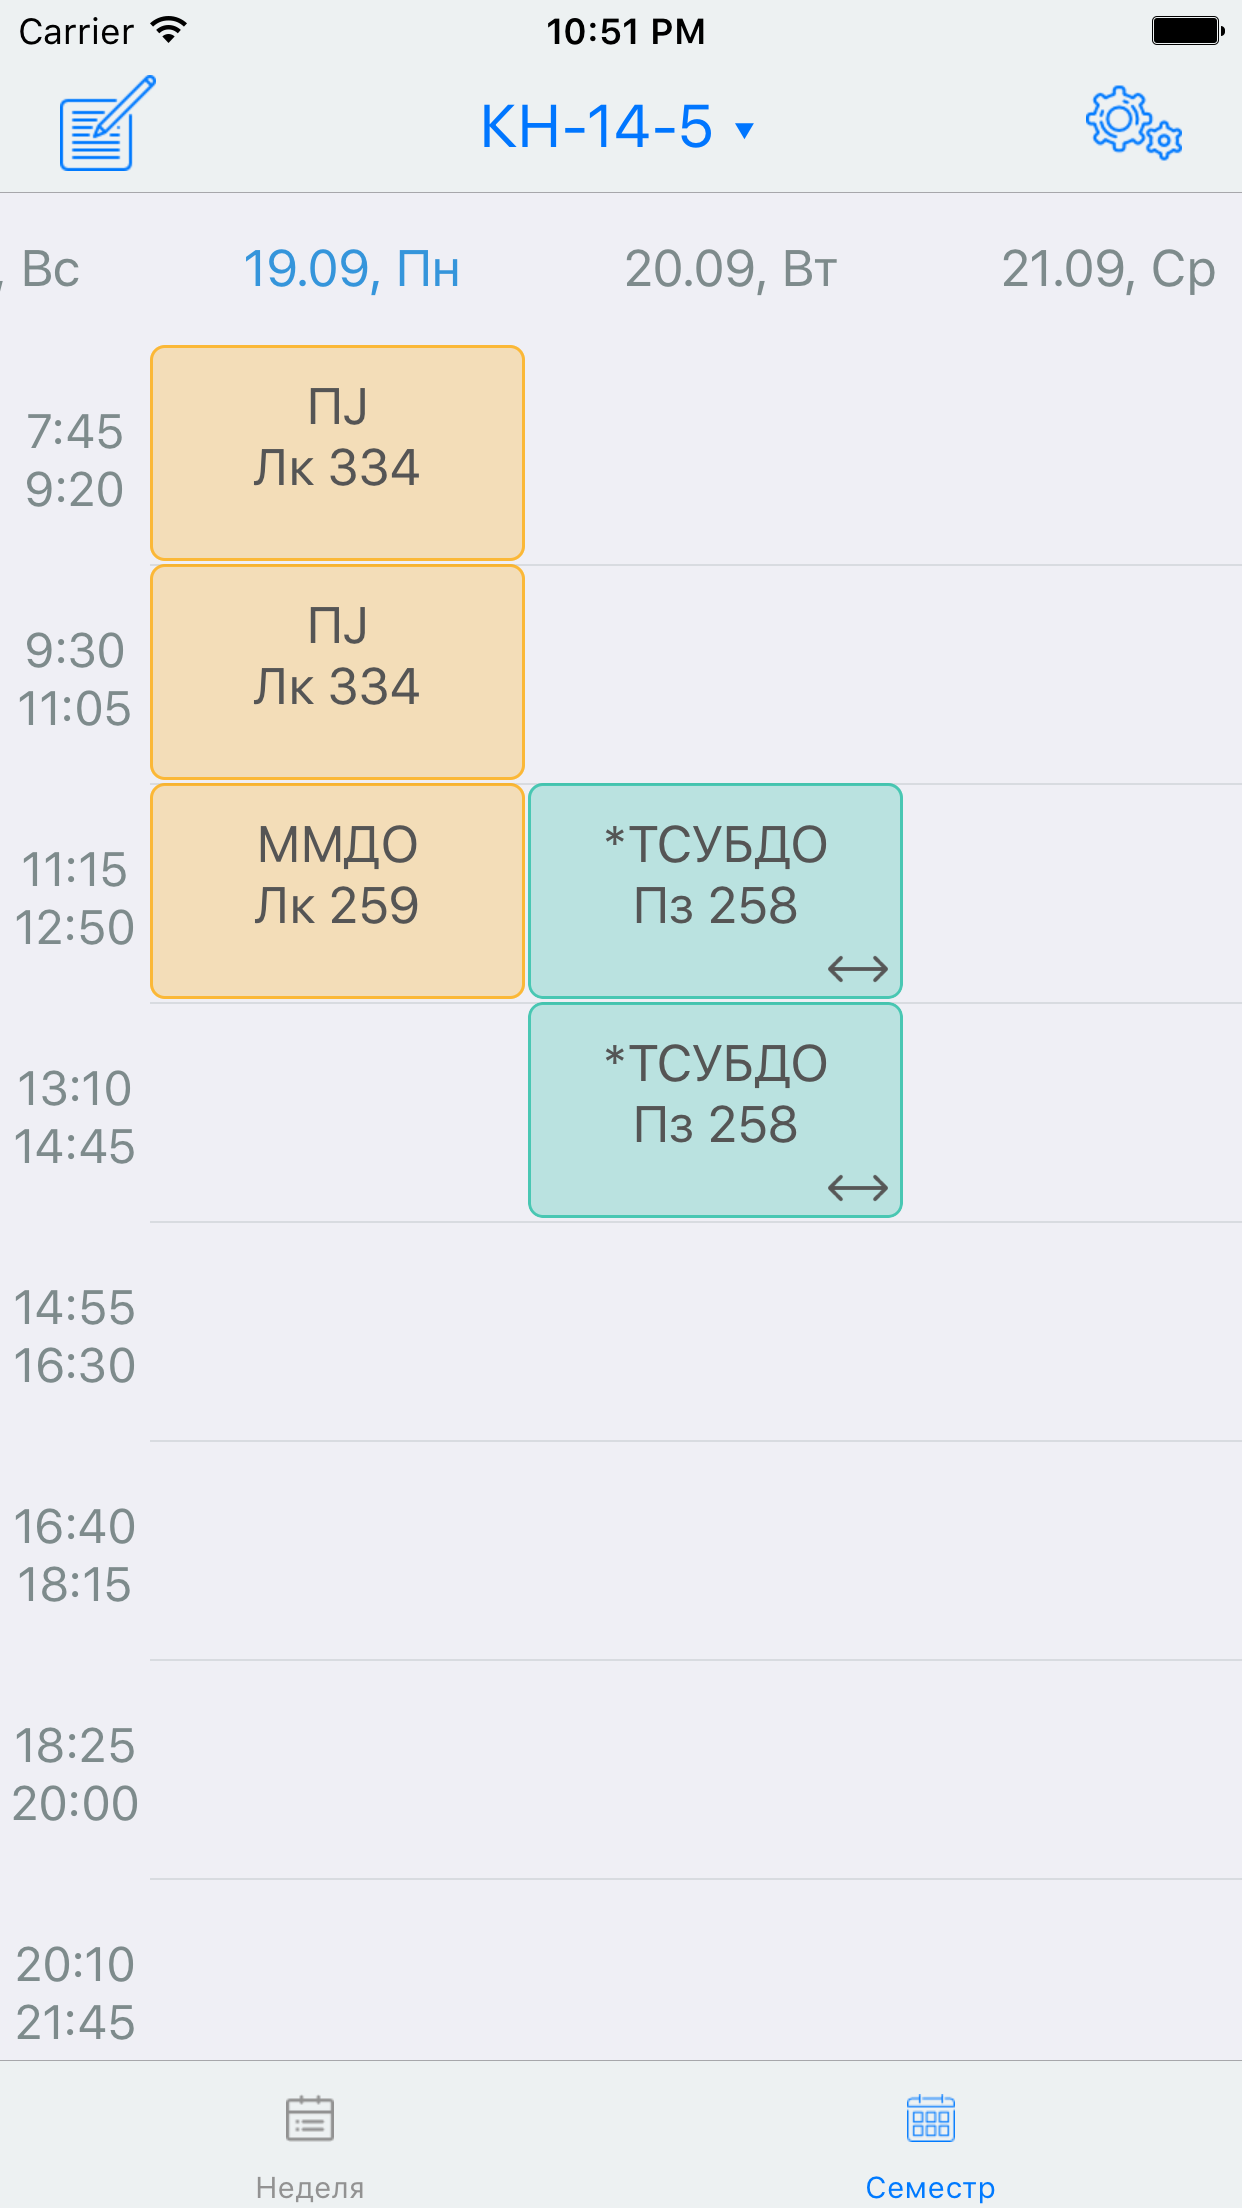 Carrier
10:51 PM
КН-14-5 ▾
, Вс
19.09, Пн
20.09, Вт
21.09, Ср
7:45
9:20
ПJ
Лк 334
9:30
11:05
ПJ
Лк 334
11:15
12:50
ММДО
Лк 259
*ТСУБДО
Пз 258
13:10
14:45
*ТСУБДО
Пз 258
14:55
16:30
16:40
18:15
18:25
20:00
20:10
21:45
Неделя
Семестр